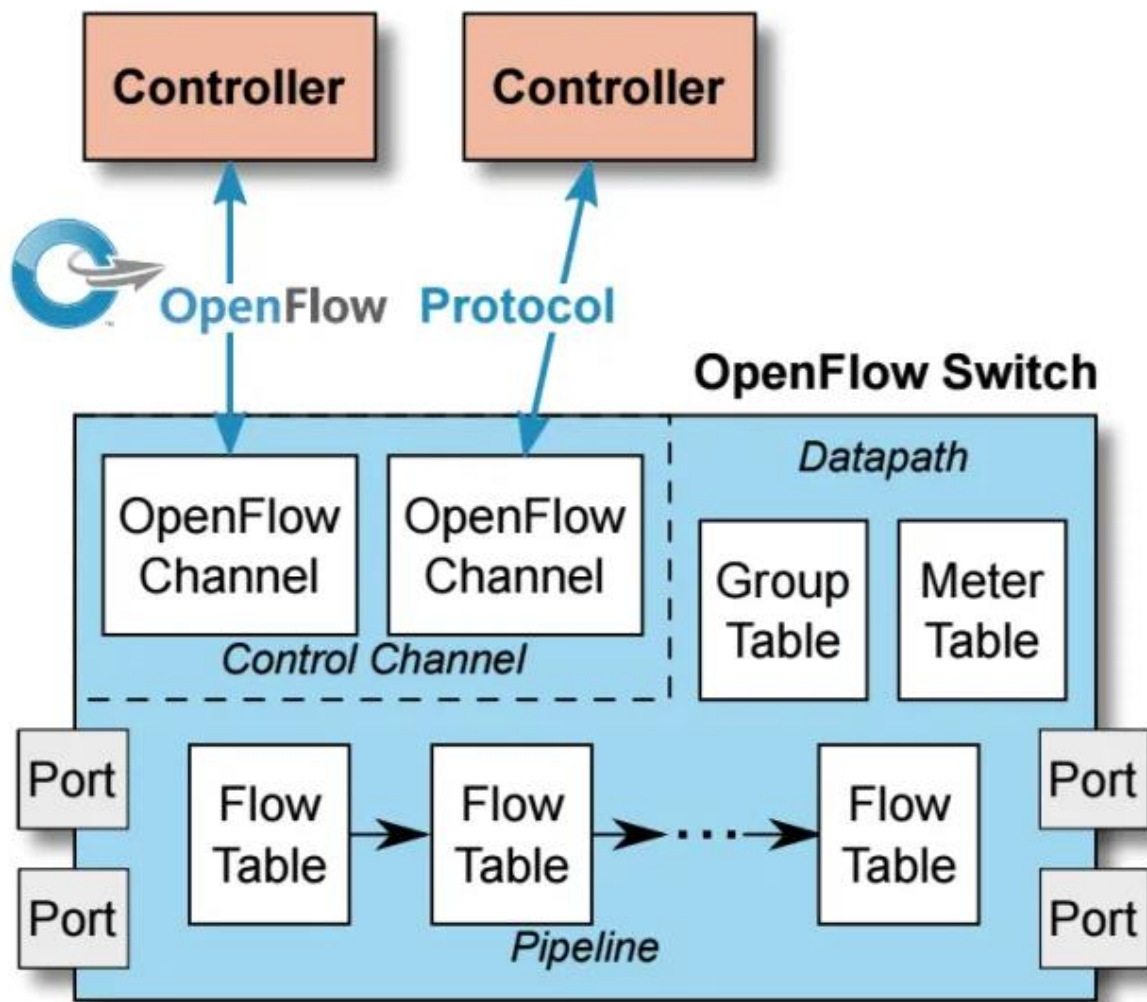 Controller
Controller
OpenFlow Protocol
™
OpenFlow Switch
Datapath
OpenFlow
Channel
OpenFlow
Channel
Control Channel
Group
Table
Meter
Table
Port
Port
Flow
Table
Flow
Table
...
Flow
Table
Port
Port
Pipeline